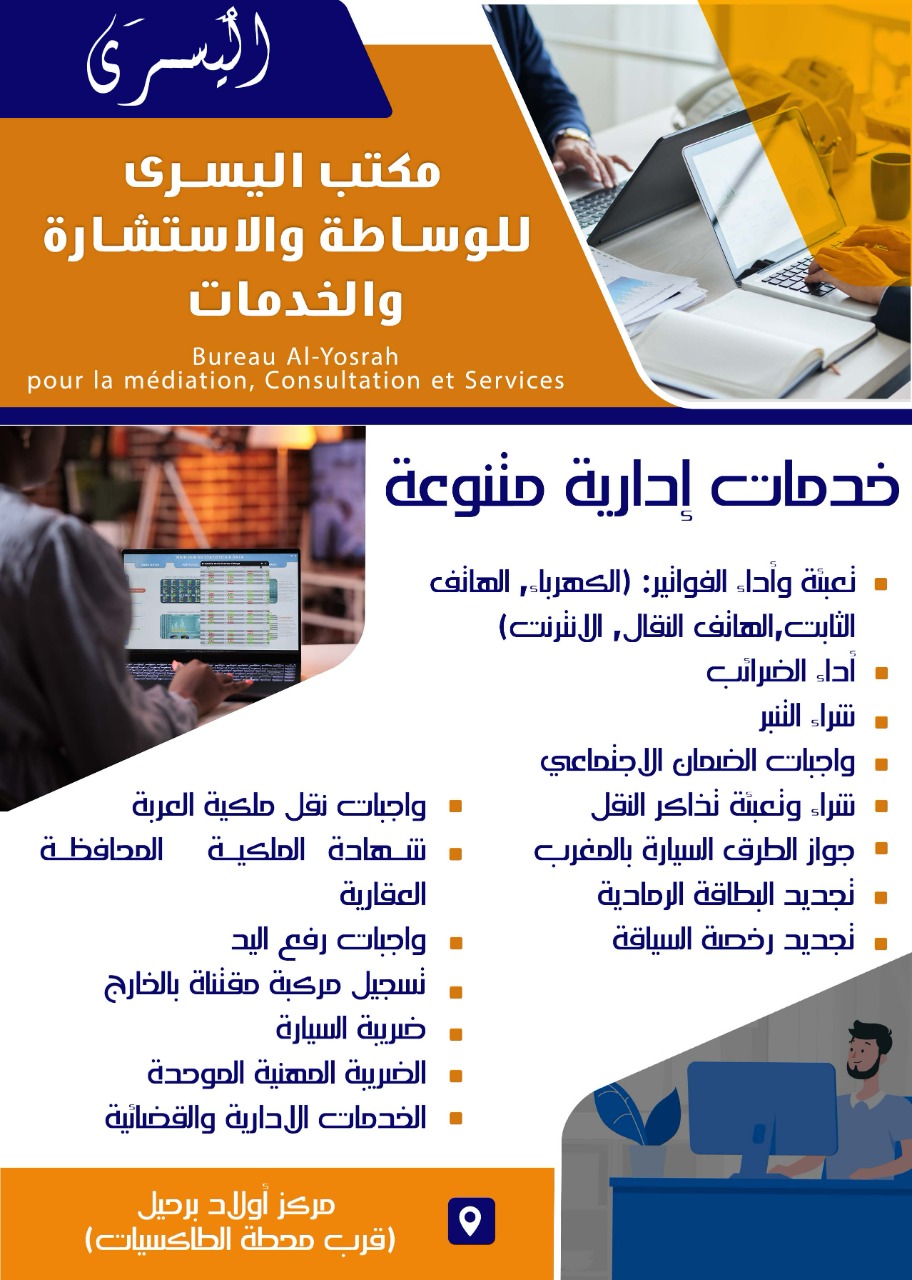 اليسرى
مكتب اليسرى
للوساطة والاستشارة
والخدمات
Bureau Al-Yosrah
pour la médiation, Consultation et Services
خدمات إدارية متنوعة
تعبئة وأداء الفواتير: (الكهرباء, الهاتف
الثابت,الهاتف النقال, الانترنت)
أداء الضرائب
شراء التنبر
واجبات الضمان الاجتماعي
شراء وتعبئة تذاكر النقل
جواز الطرق السيارة بالمغرب
تجديد البطاقة الرمادية
تجديد رخصة السياقة
واجبات نقل ملكية العربة
شهادة الملكية المحافظة
العقارية
واجبات رفع اليد
تسجيل مركبة مقتناة بالخارج
ضريبة السيارة
الضريبة المهنية الموحدة
الخدمات الادارية والقضائية
مركز أولاد برحيل
(قرب محطة الطاكسيات)